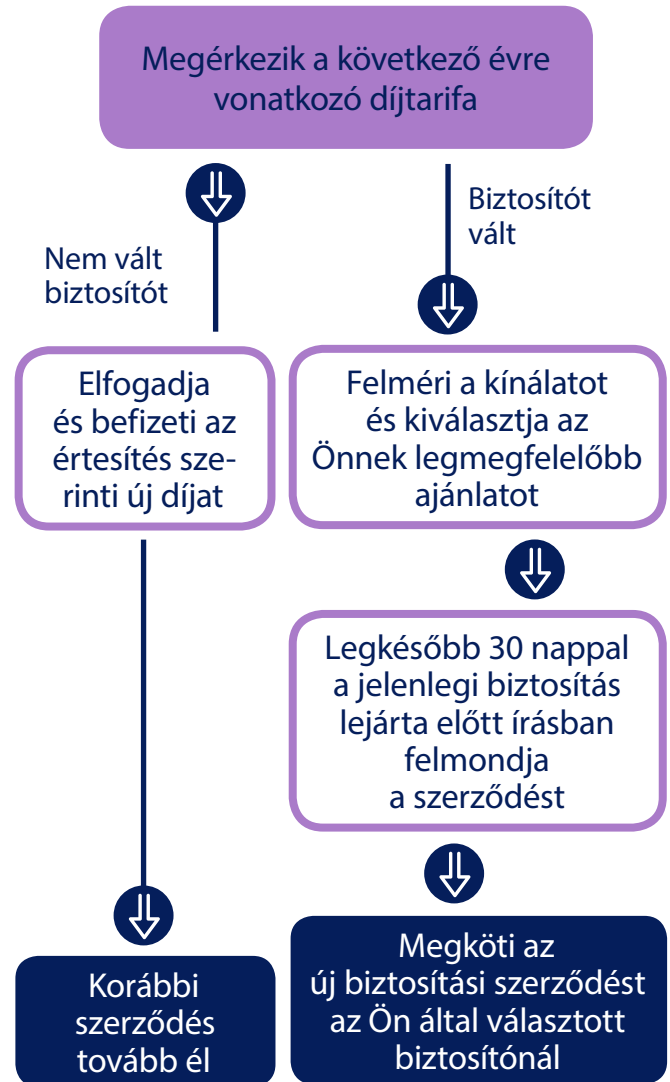 Megérkezik a következő évre
vonatkozó díjtarifa
Nem vált
biztosítót
Biztosítót
vált
Elfogadja
és befizeti az
értesítés sze-
rinti új díjat
Felméri a kínálatot
és kiválasztja az
Önnek legmegfelelőbb
ajánlatot
Legkésőbb 30 nappal
a jelenlegi biztosítás
lejárta előtt írásban
felmondja
a szerződést
Korábbi
szerződés
tovább él
Megköti az
új biztosítási szerződést
az Ön által választott
biztosítónál